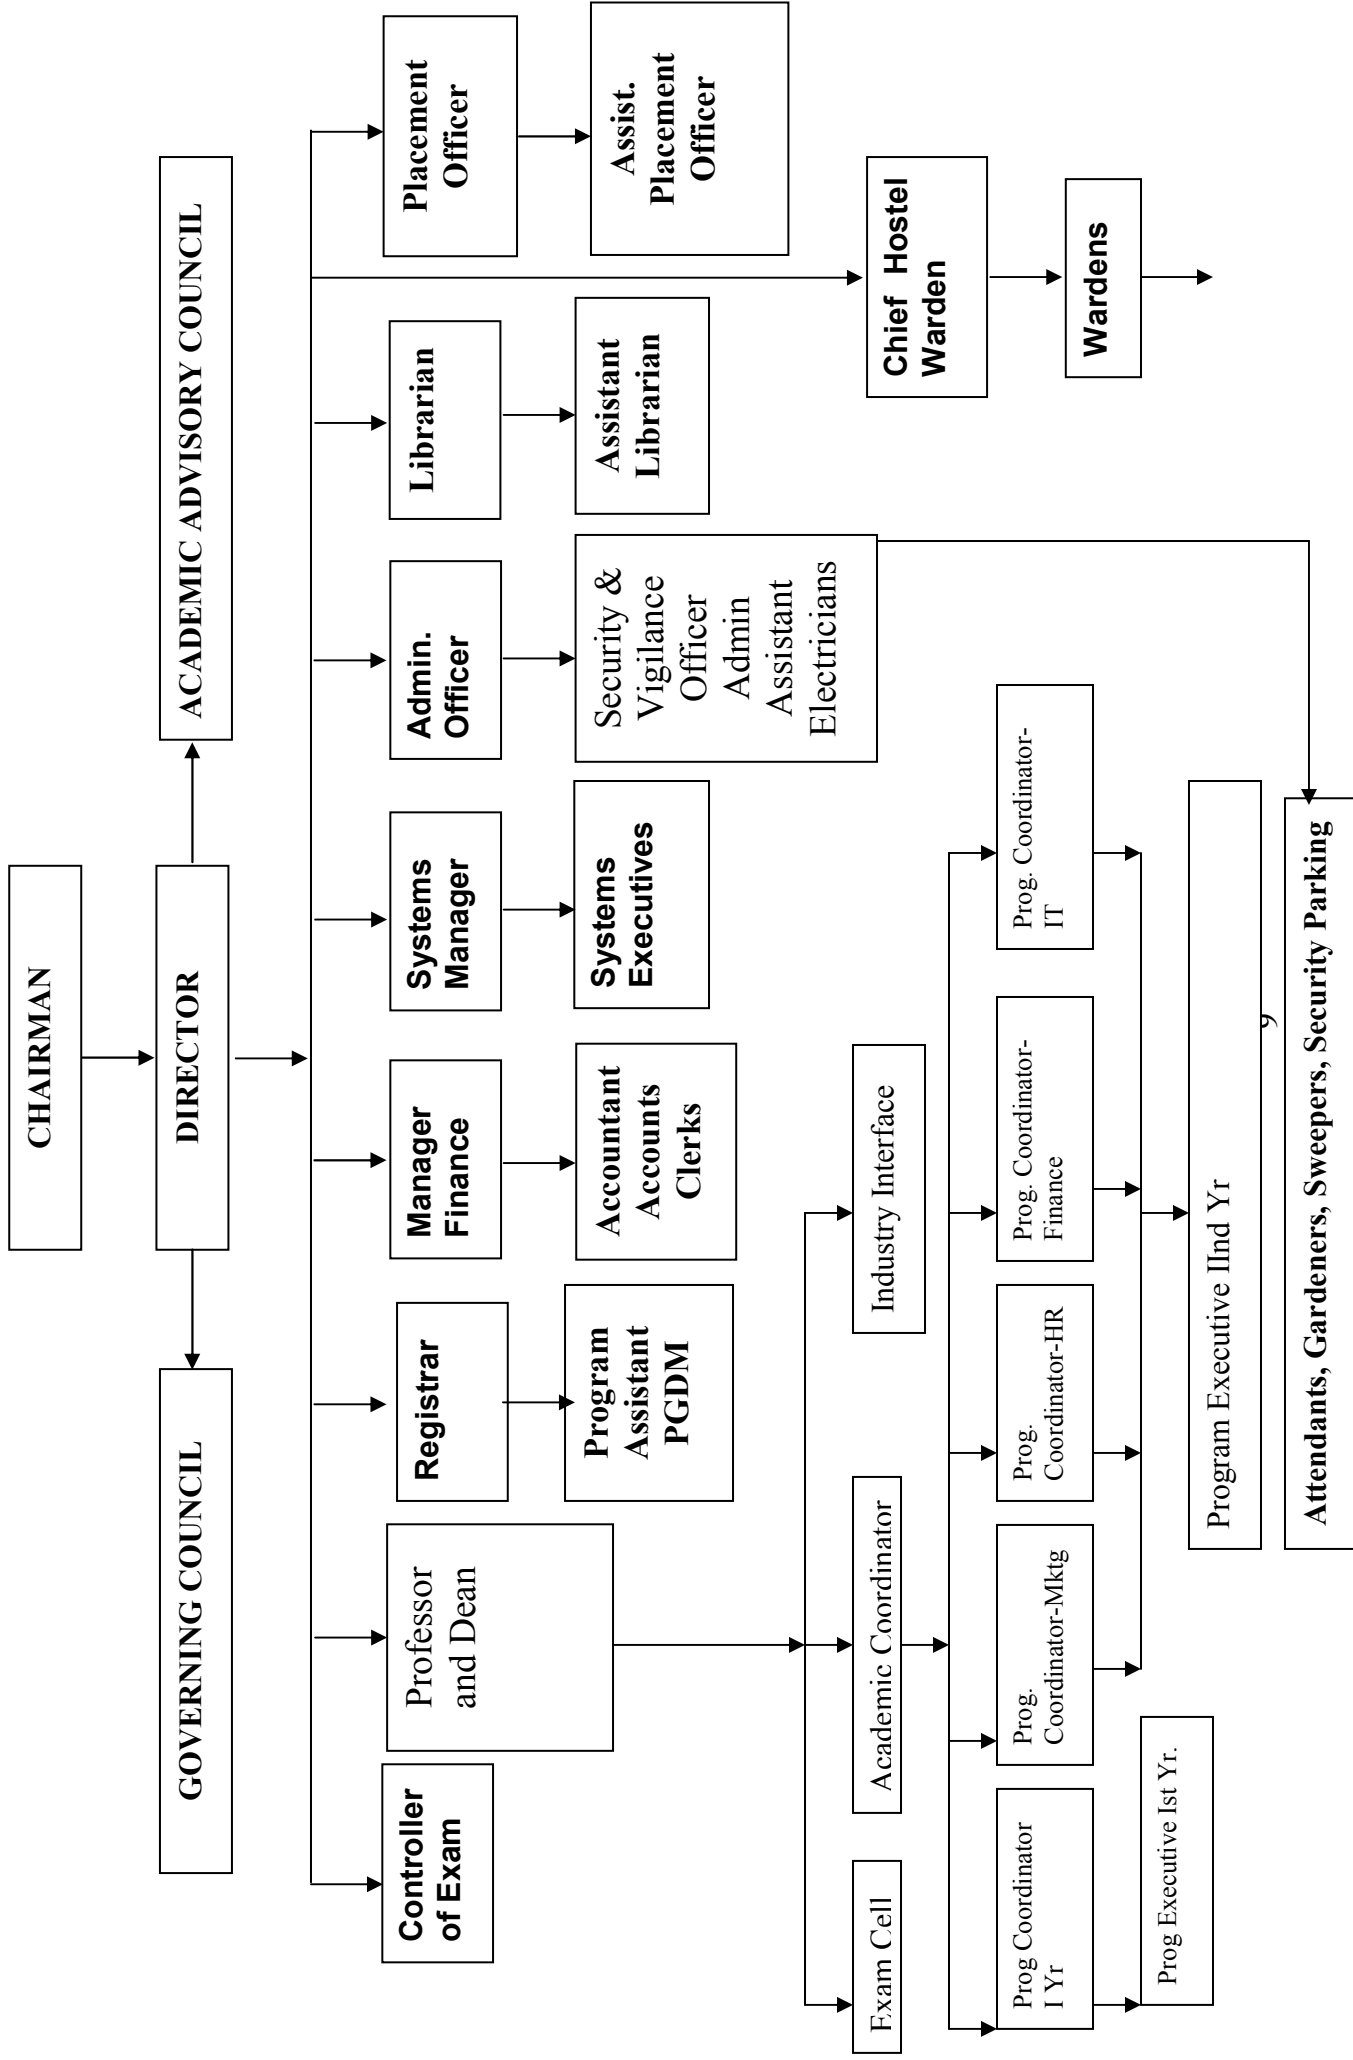 CHAIRMAN
GOVERNING COUNCIL
DIRECTOR
ACADEMIC ADVISORY COUNCIL
Controller
of Exam
Professor
and Dean
Registrar
Manager
Finance
Systems
Manager
Admin.
Officer
Librarian
Placement
Officer
Program
Assistant
PGDM
Accountant
Accounts
Clerks
Systems
Executives
Security &
Vigilance
Officer
Admin
Assistant
Electricians
Assistant
Librarian
Assist.
Placement
Officer
Exam Cell
Academic Coordinator
Industry Interface
Chief Hostel
Warden
Prog Coordinator
I Yr
Prog.
Coordinator-Mktg
Prog.
Coordinator-HR
Prog. Coordinator-
Finance
Prog. Coordinator-
IT
Wardens
Prog Executive Ist Yr.
Program Executive IInd Yr
9
Attendants, Gardeners, Sweepers, Security Parking